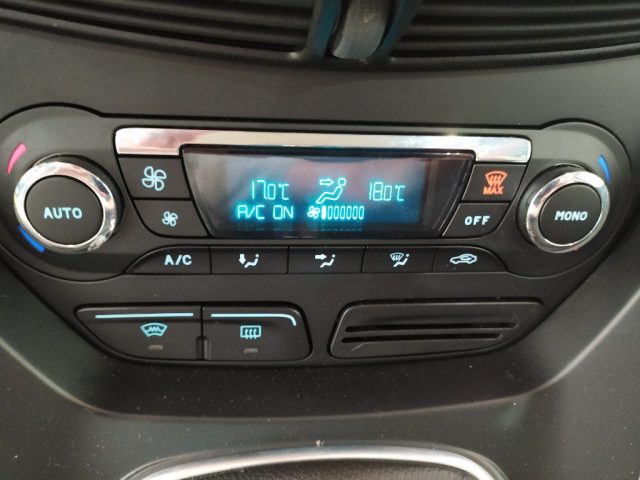 17.0°C 18.0°C
A/C ON
MAX
AUTO
OFF
MONO
A/C